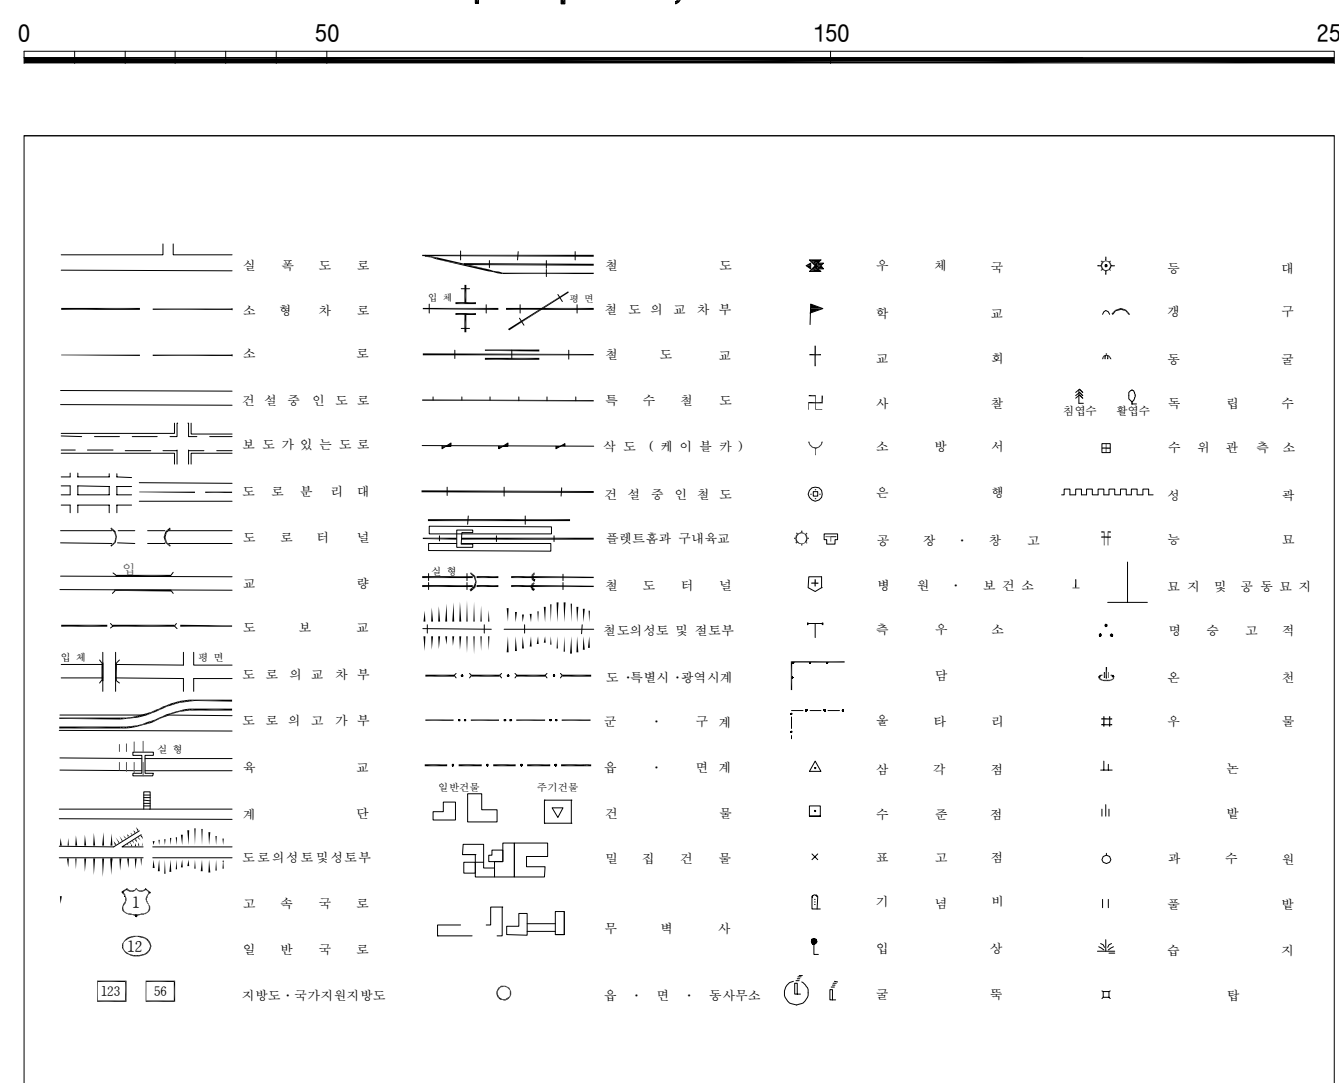 0 50 150 25
실폭도로
소형차로
소로
건설중인도로
보도가있는도로
도로분리대
도로터널
입
교량
도보교
입체 평면
도로의교차부
도로의고가부
실형
육교
계단
도로의성토및성토부
1
고속국로
12
일반국로
123 56
지방도·국가지원지방도
철도
입체 평면
철도의교차부
철도교
특수철도
삭도(케이블카)
건설중인철도
플렛트홈과 구내육교
실형
철도터널
철도의성토 및 절토부
도·특별시·광역시계
군·구계
읍·면계
일반건물 주기건물
건물
밀집건물
무벽사
읍·면·동사무소
우체국
학교
교회
사찰
소방서
은행
공장·창고
병원·보건소
측우소
담
울타리
삼각점
수준점
표고점
기념비
입상
굴뚝
등대
갱구
동굴
침엽수 활엽수
독립수
수위관측소
성곽
능묘
묘지 및 공동묘지
명승고적
온천
우물
논
밭
과수원
풀밭
습지
탑